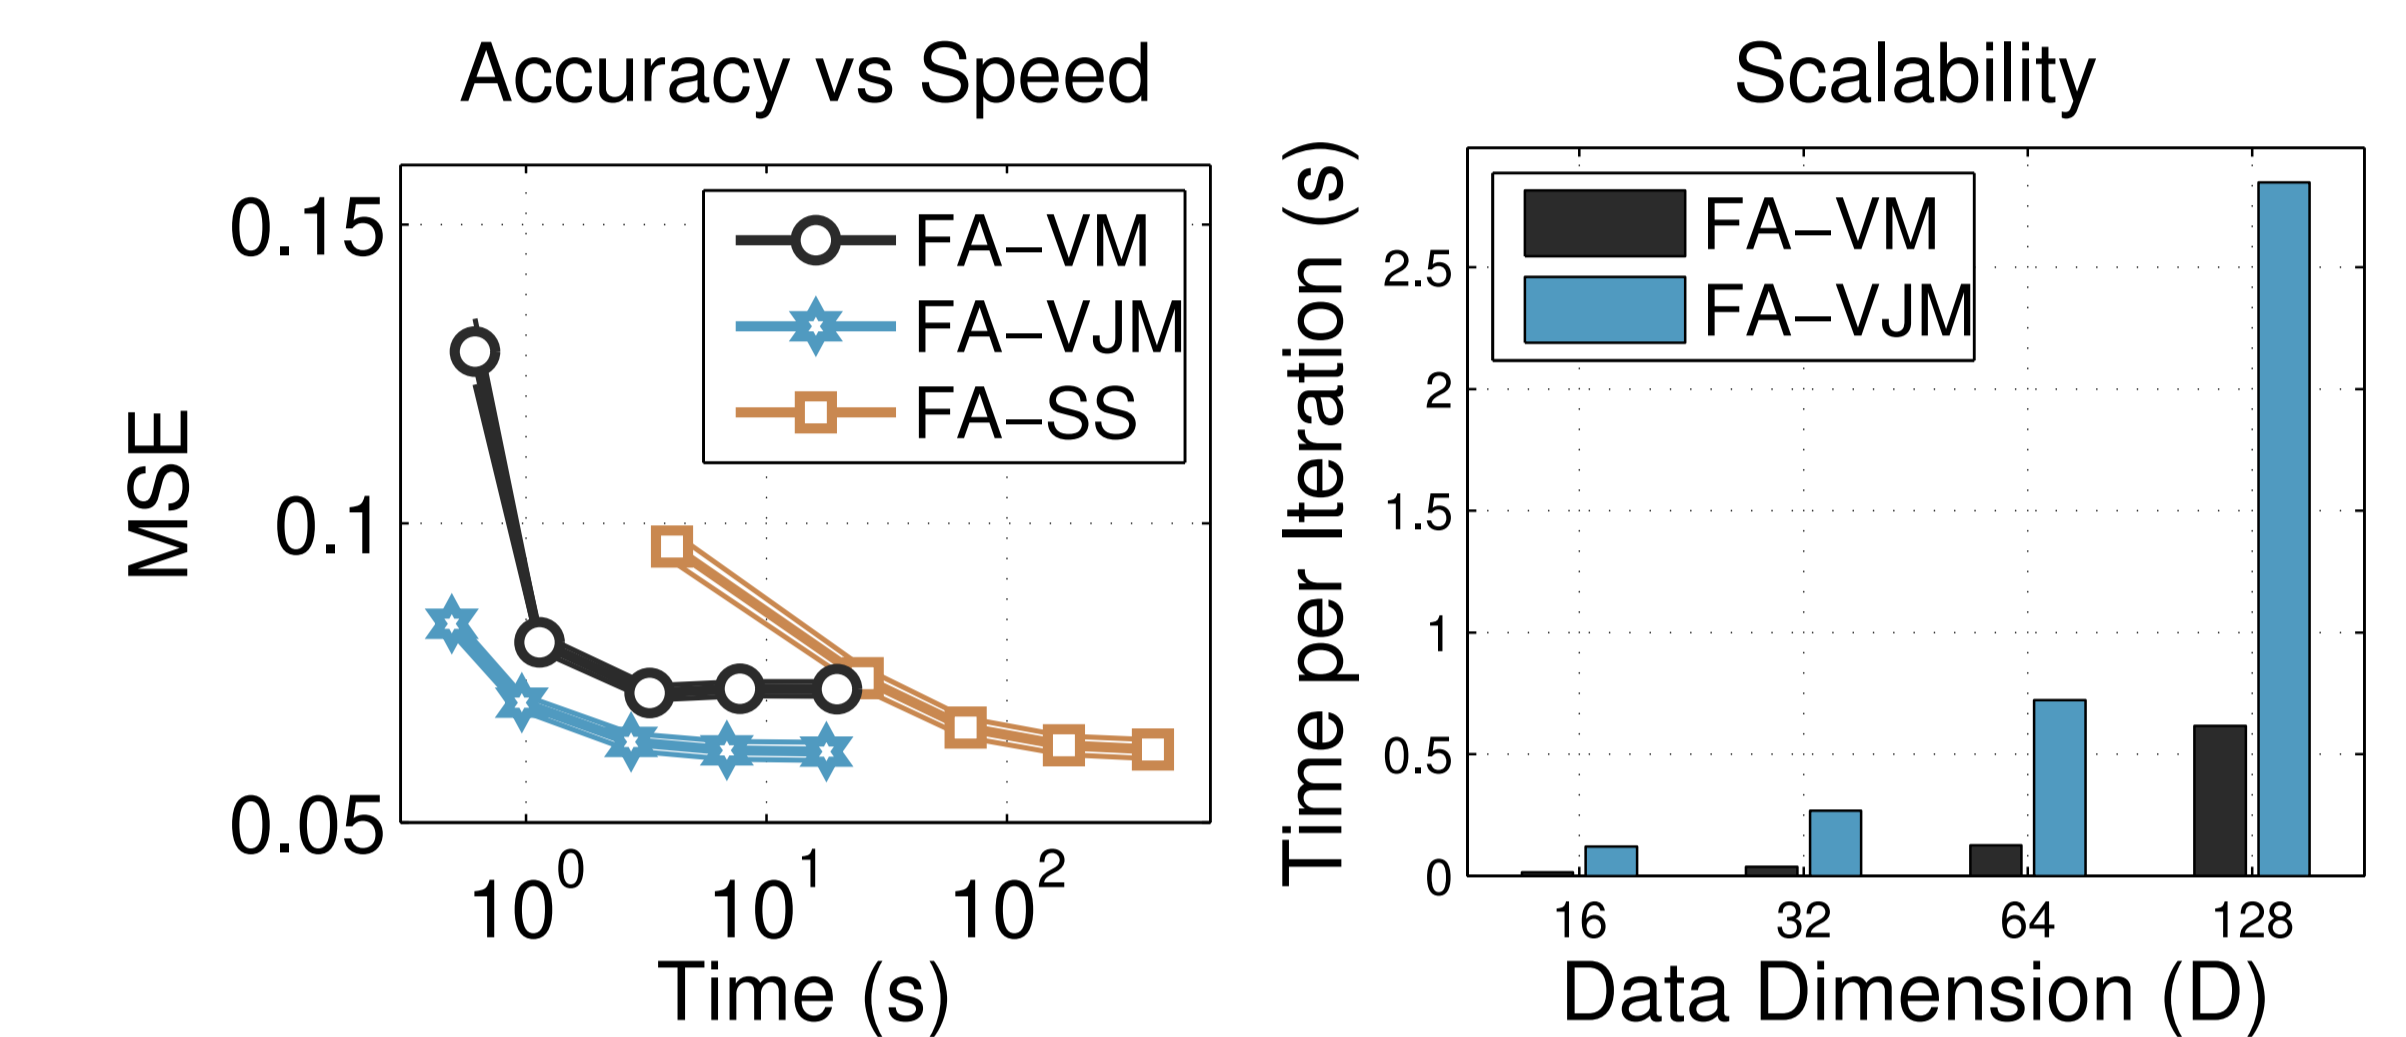 Accuracy vs Speed
MSE
0.15
0.1
0.05
FA–VM
FA–VJM
FA–SS
10^0 10^1 10^2
Time (s)
Scalability
Time per Iteration (s)
2.5
2
1.5
1
0.5
0
FA–VM
FA–VJM
16 32 64 128
Data Dimension (D)